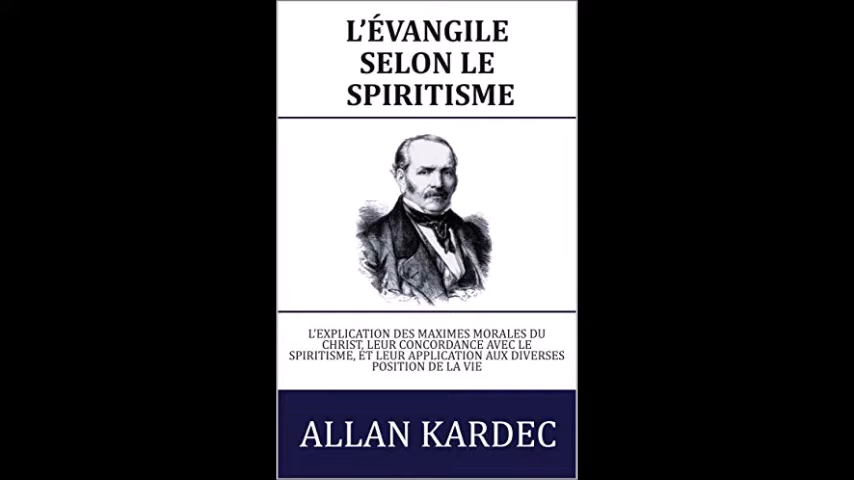 L’ÉVANGILE
SELON LE
SPIRITISME
L’EXPLICATION DES MAXIMES MORALES DU
CHRIST, LEUR CONCORDANCE AVEC LE
SPIRITISME, ET LEUR APPLICATION AUX DIVERSES
POSITION DE LA VIE
ALLAN KARDEC